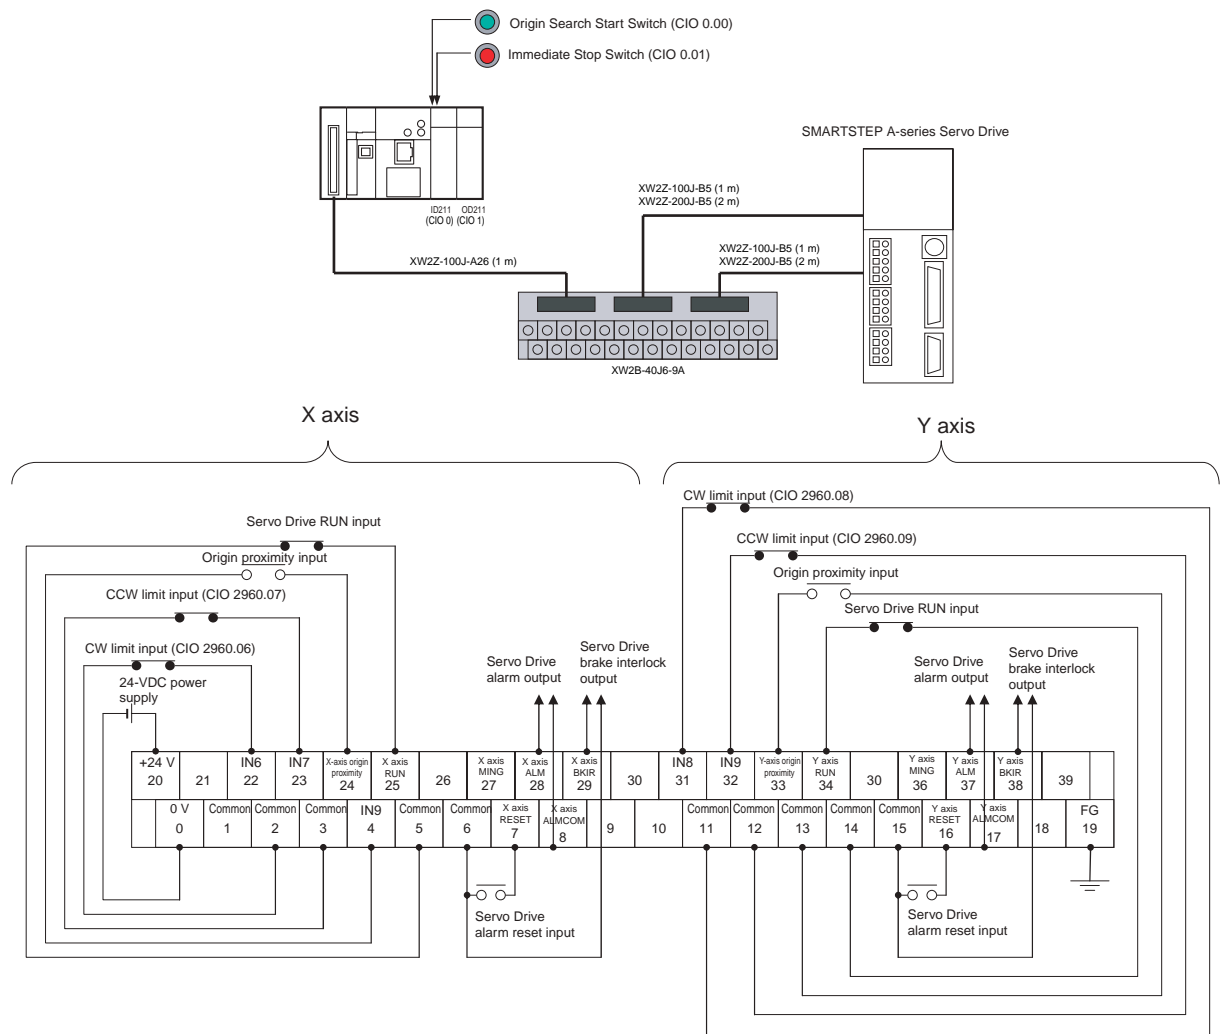 Origin Search Start Switch (CIO 0.00)
Immediate Stop Switch (CIO 0.01)
SMARTSTEP A-series Servo Drive
XW2Z-100J-B5 (1 m)
XW2Z-200J-B5 (2 m)
ID211 OD211
(CIO 0) (CIO 1)
XW2Z-100J-B5 (1 m)
XW2Z-200J-B5 (2 m)
XW2Z-100J-A26 (1 m)
XW2B-40J6-9A
X axis
Y axis
CW limit input (CIO 2960.08)
Servo Drive RUN input
CCW limit input (CIO 2960.09)
Origin proximity input
Origin proximity input
CCW limit input (CIO 2960.07)
Servo Drive RUN input
CW limit input (CIO 2960.06)
24-VDC power
supply
Servo Drive
alarm output
Servo Drive
brake interlock
output
Servo Drive
alarm output
Servo Drive
brake interlock
output
+24 V
20
21
IN6
22
IN7
23
X-axis origin
proximity
24
X axis
RUN
25
26
X axis
MING
27
X axis
ALM
28
X axis
BKIR
29
30
IN8
31
IN9
32
Y-axis origin
proximity
33
Y axis
RUN
34
30
Y axis
MING
36
Y axis
ALM
37
Y axis
BKIR
38
39
0 V
0
Common
1
Common
2
Common
3
IN9
4
Common
5
Common
6
X axis
RESET
7
X axis
ALMCOM
8
9
10
Common
11
Common
12
Common
13
Common
14
Common
15
Y axis
RESET
16
Y axis
ALMCOM
17
18
FG
19
Servo Drive
alarm reset input
Servo Drive
alarm reset input